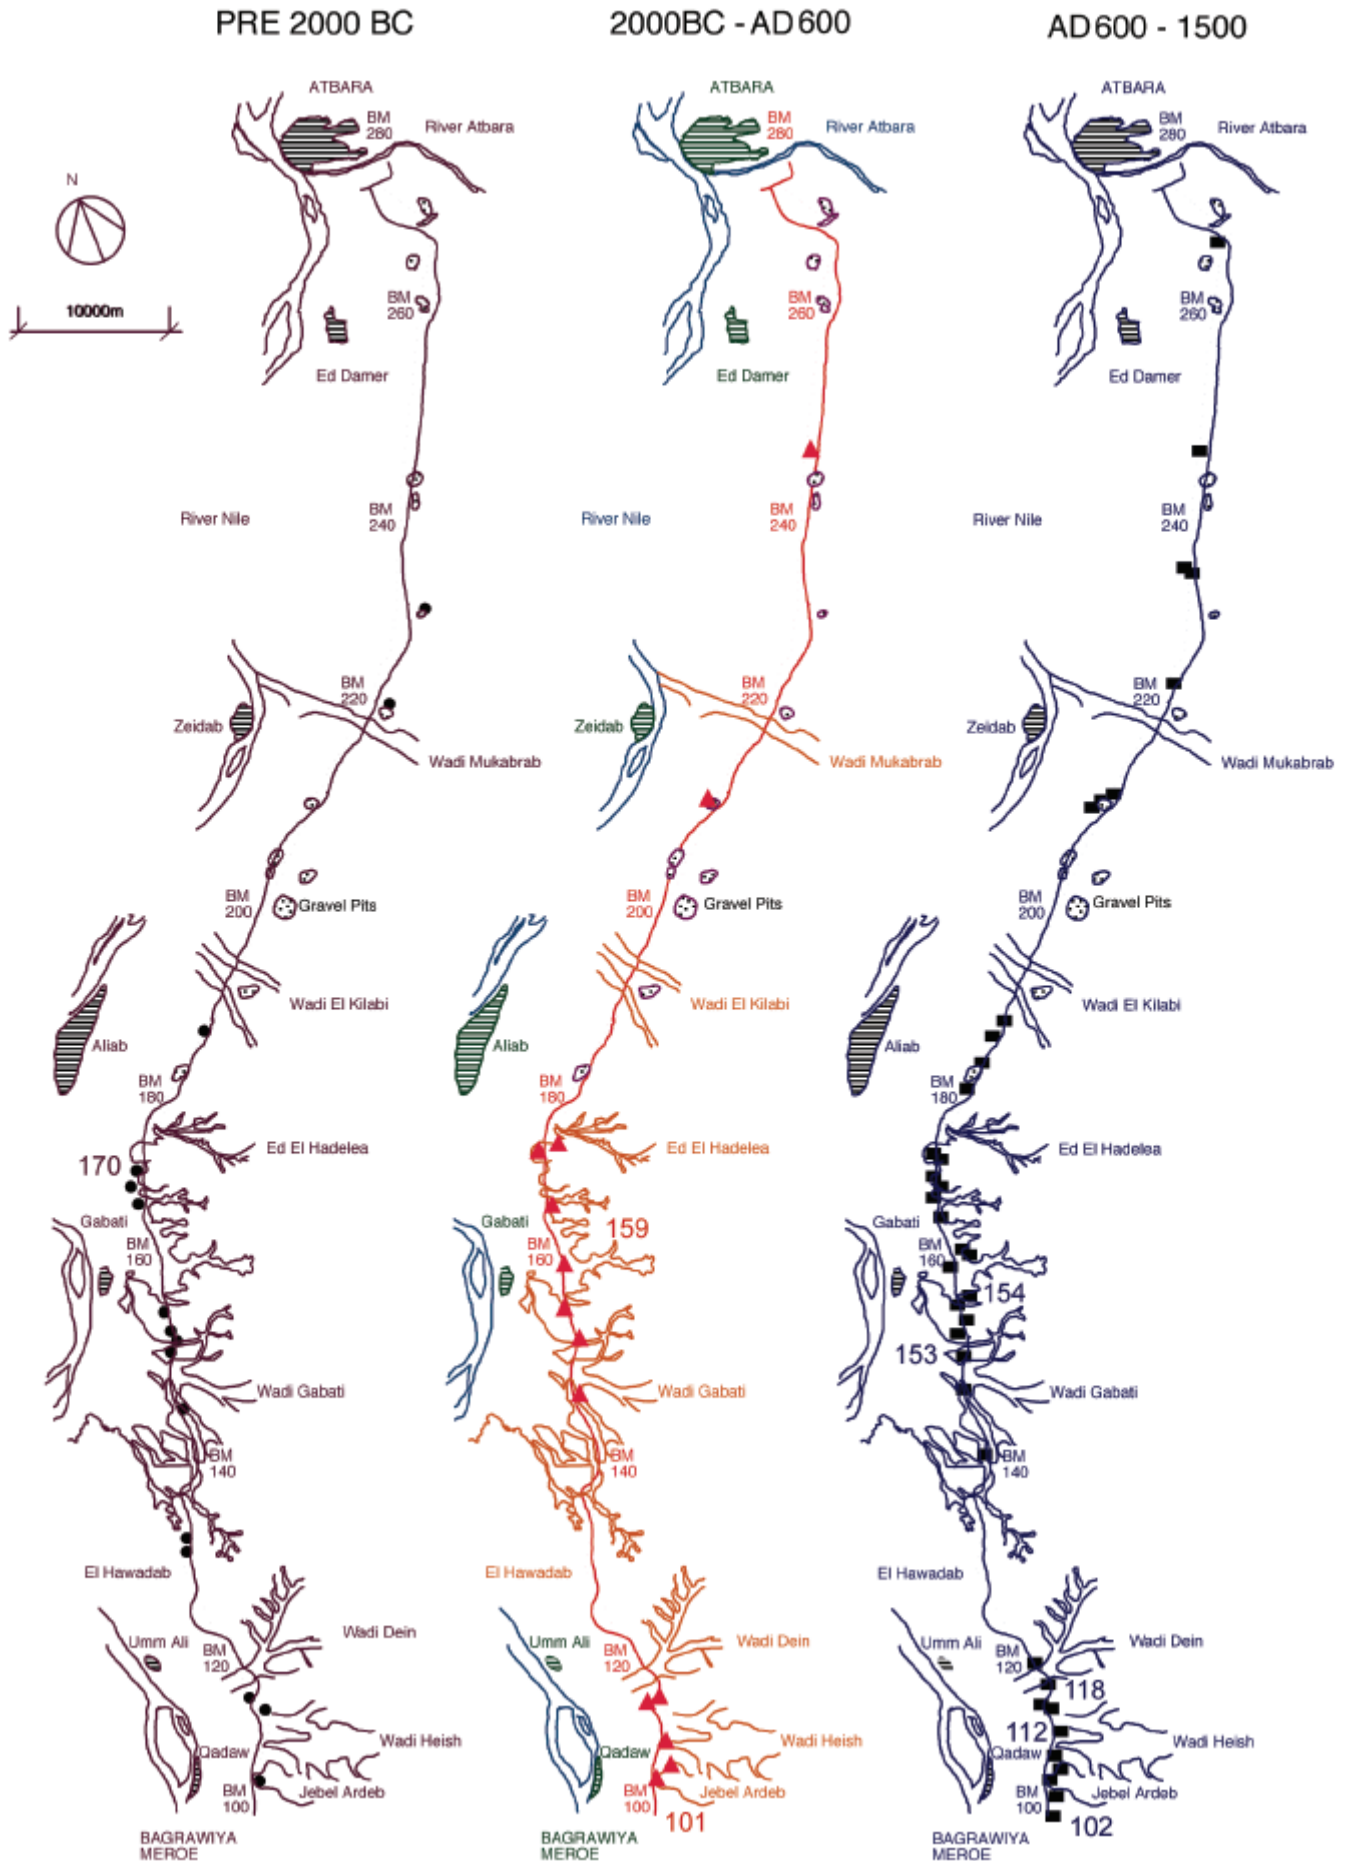 PRE 2000 BC
ATBARA
BM
280
River Atbara
N
10000m
BM
260
Ed Damer
River Nile
BM
240
BM
220
Zeidab
Wadi Mukabrab
BM
200
Gravel Pits
Wadi El Kilabi
Aliab
BM
180
Ed El Hadelea
170
Gabati
BM
160
Wadi Gabati
BM
140
El Hawadab
Wadi Dein
Umm Ali
BM
120
Wadi Heish
Qadaw
BM
100
Jebel Ardeb
BAGRAWIYA
MEROE
2000BC - AD600
ATBARA
BM
280
River Atbara
BM
260
Ed Damer
River Nile
BM
240
BM
220
Zeidab
Wadi Mukabrab
BM
200
Gravel Pits
Wadi El Kilabi
Aliab
BM
180
Ed El Hadelea
Gabati
159
BM
160
Wadi Gabati
BM
140
El Hawadab
Wadi Dein
Umm Ali
BM
120
Wadi Heish
Qadaw
BM
100
Jebel Ardeb
101
BAGRAWIYA
MEROE
AD600 - 1500
ATBARA
BM
280
River Atbara
BM
260
Ed Damer
River Nile
BM
240
BM
220
Zeidab
Wadi Mukabrab
BM
200
Gravel Pits
Wadi El Kilabi
Aliab
BM
180
Ed El Hadelea
Gabati
BM
160
154
153
Wadi Gabati
BM
140
El Hawadab
Wadi Dein
Umm Ali
BM
120
118
112
Wadi Heish
Qadaw
BM
100
Jebel Ardeb
102
BAGRAWIYA
MEROE